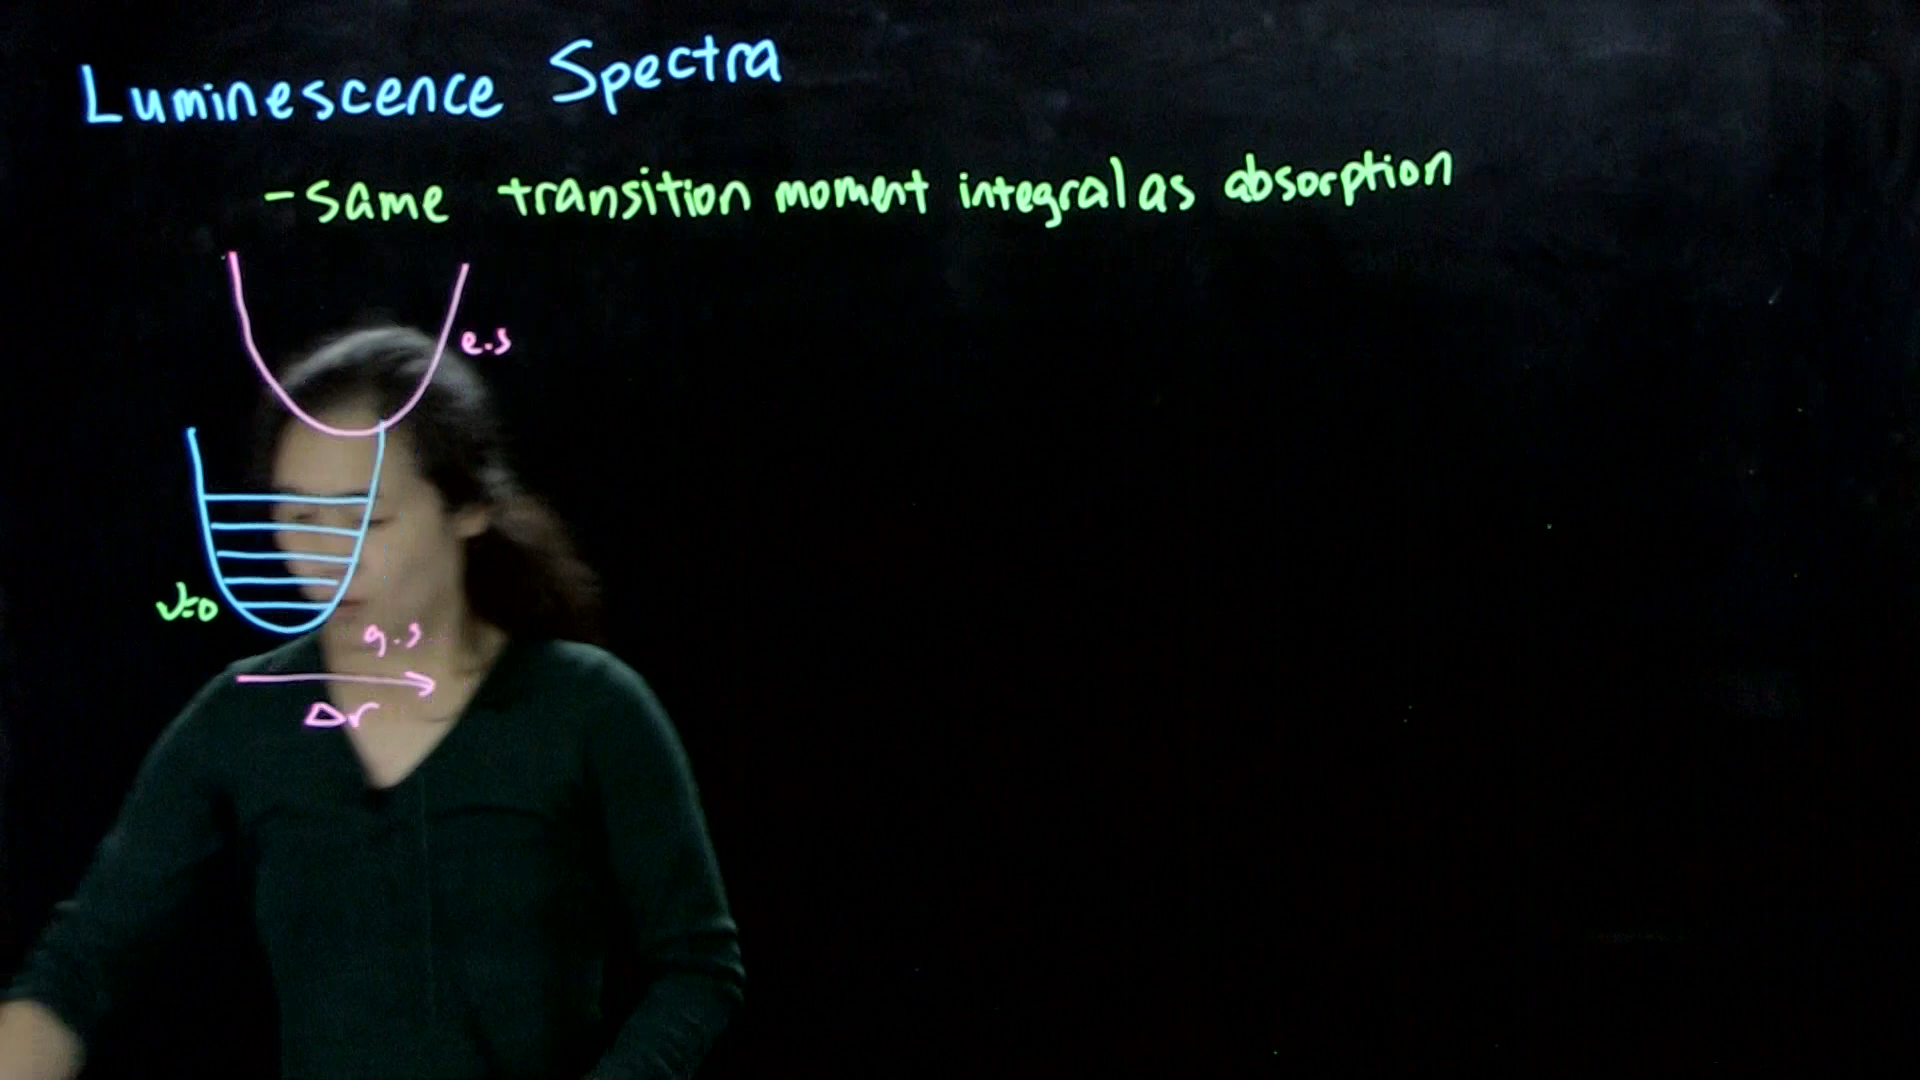 Luminescence Spectra
- same transition moment integral as absorption
e.s
v=0
g.s.
Δr